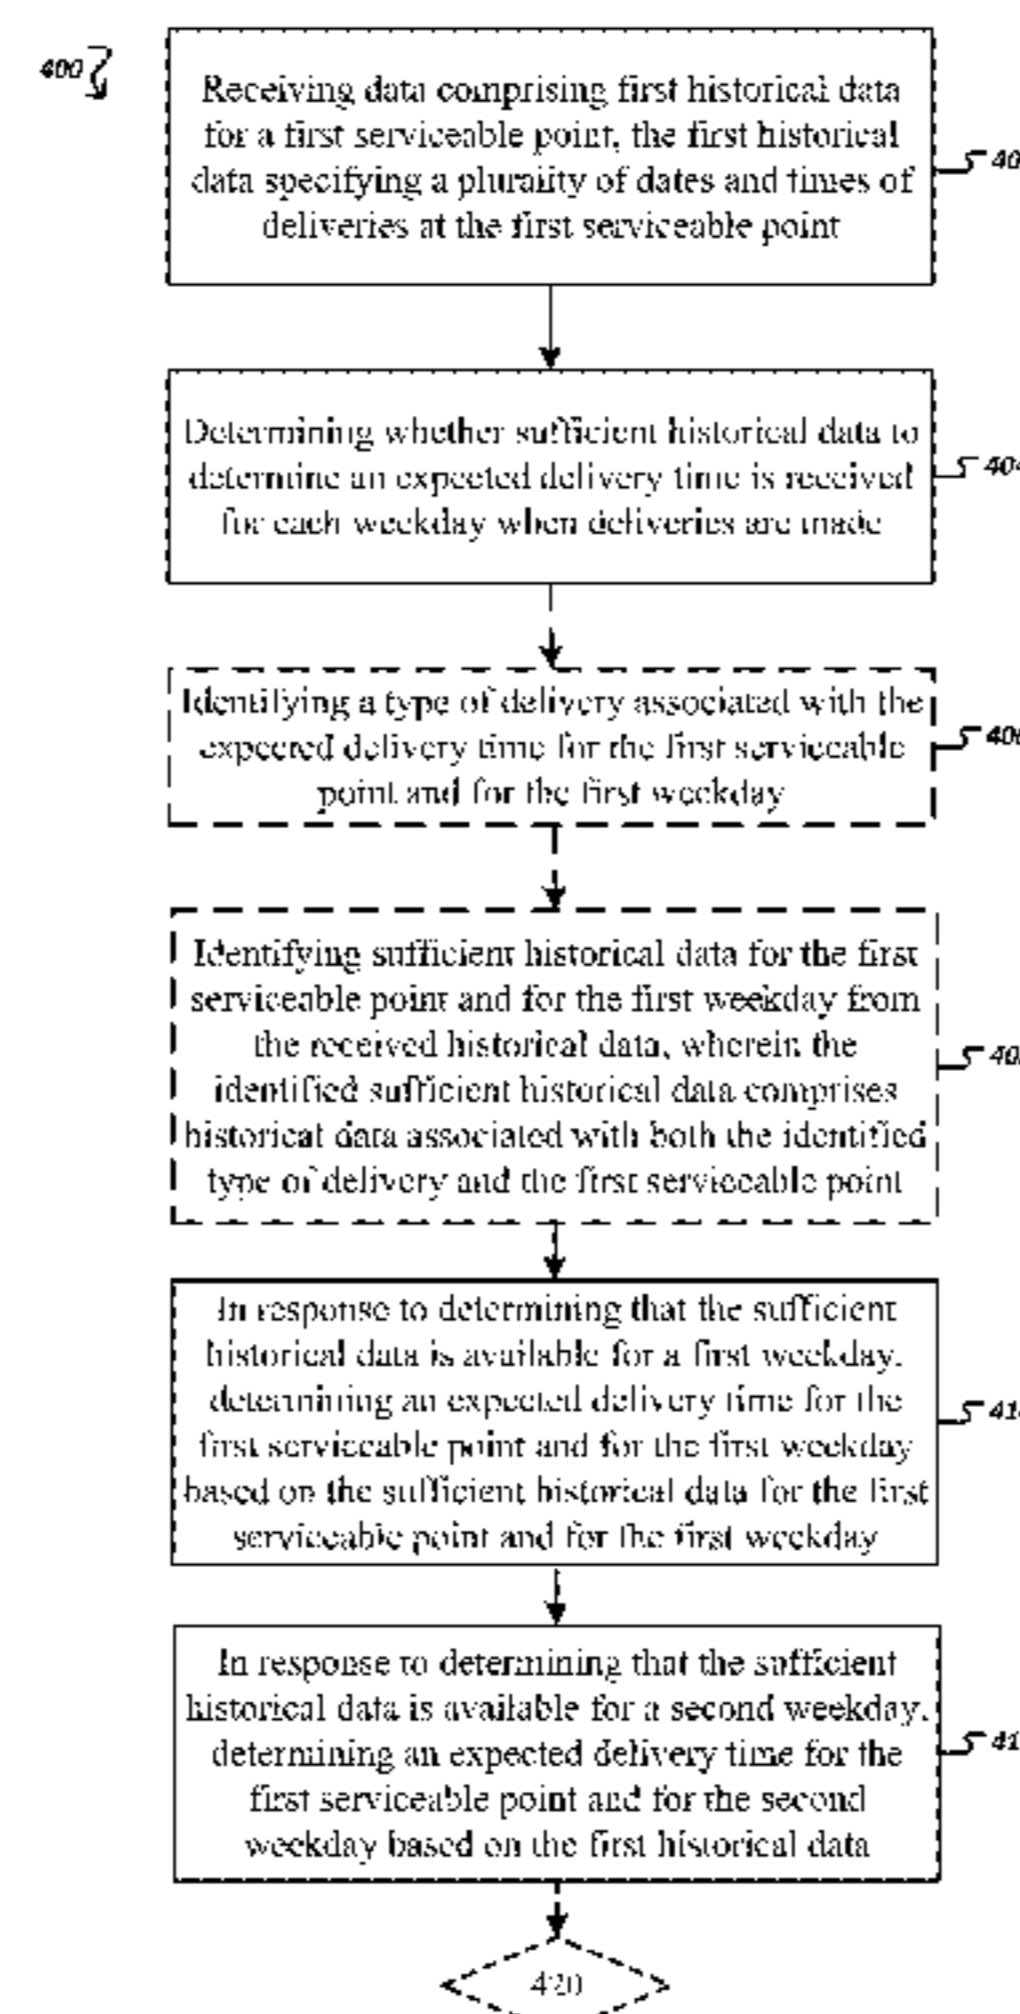 400
Receiving data comprising first historical data
for a first serviceable point, the first historical
data specifying a plurality of dates and times of
deliveries at the first serviceable point
Determining whether sufficient historical data to
determine an expected delivery time is received
for each weekday when deliveries are made
404
Identifying a type of delivery associated with the
expected delivery time for the first serviceable
point and for the first weekday
Identifying sufficient historical data for the first
serviceable point and for the first weekday from
the received historical data, wherein the
identified sufficient historical data comprises
historical data associated with both the identified
type of delivery and the first serviceable point
In response to determining that the sufficient
historical data is available for a first weekday,
determining an expected delivery time for the
first serviceable point and for the first weekday
based on the sufficient historical data for the first
serviceable point and for the first weekday
In response to determining that the sufficient
historical data is available for a second weekday,
determining an expected delivery time for the
first serviceable point and for the second
weekday based on the first historical data
420